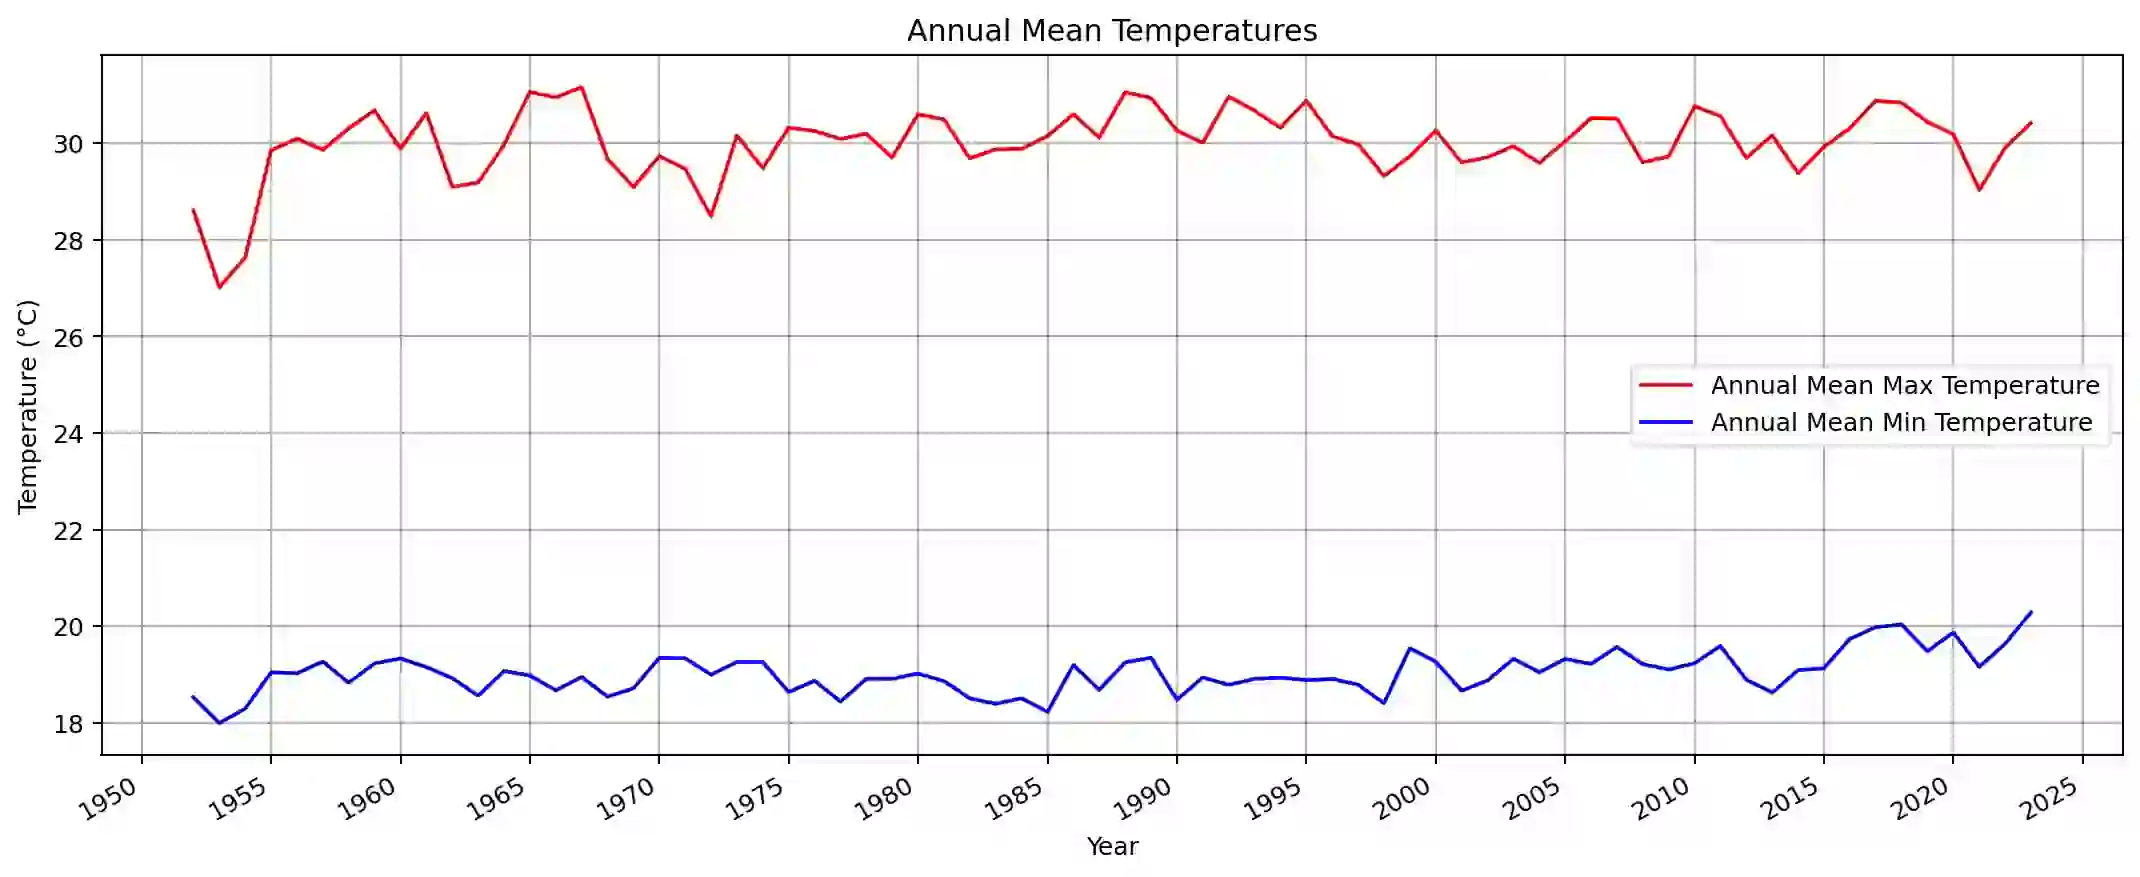 Annual Mean Temperatures
Temperature (°C)
30
28
26
24
22
20
18
Annual Mean Max Temperature
Annual Mean Min Temperature
1950 1955 1960 1965 1970 1975 1980 1985 1990 1995 2000 2005 2010 2015 2020 2025
Year